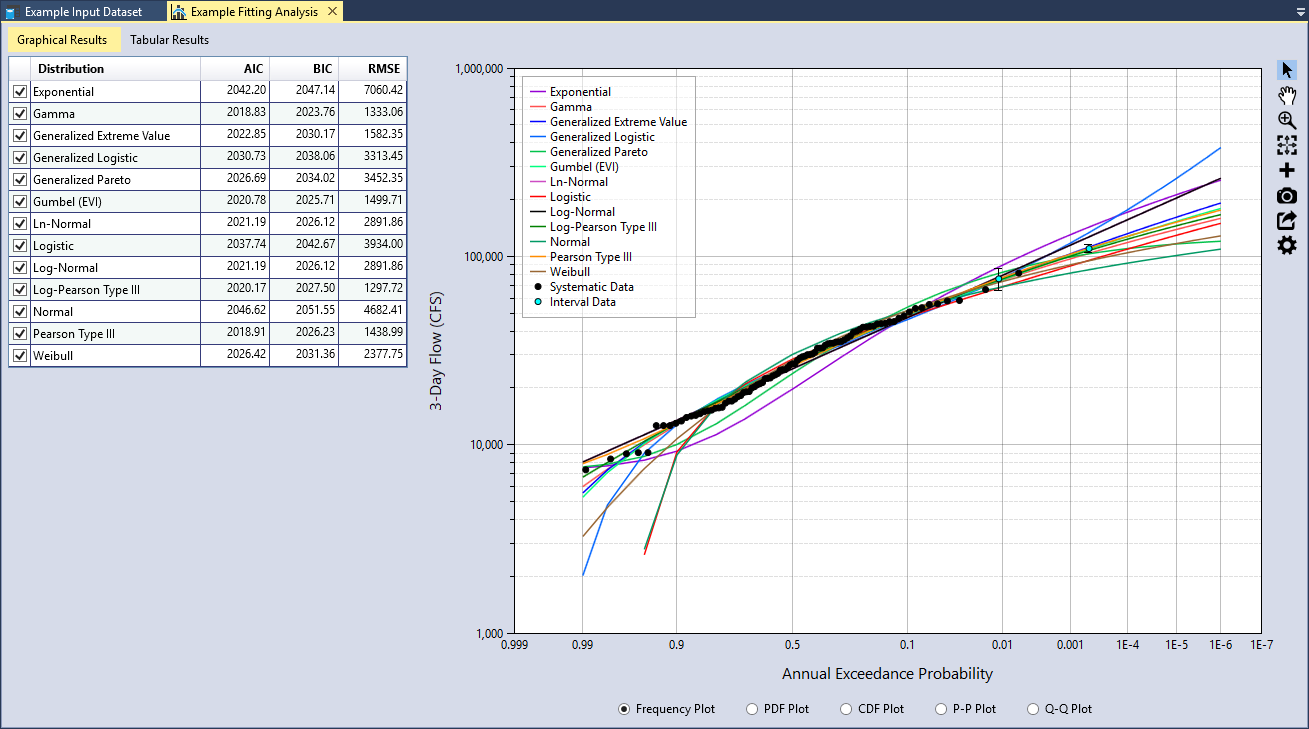 Example Input Dataset
Example Fitting Analysis
Graphical Results
Tabular Results
Distribution AIC BIC RMSE
Exponential 2042.20 2047.14 7060.42
Gamma 2018.83 2023.76 1333.06
Generalized Extreme Value 2022.85 2030.17 1582.35
Generalized Logistic 2030.73 2038.06 3313.45
Generalized Pareto 2026.69 2034.02 3452.35
Gumbel (EVI) 2020.78 2025.71 1499.71
Ln-Normal 2021.19 2026.12 2891.86
Logistic 2037.74 2042.67 3934.00
Log-Normal 2021.19 2026.12 2891.86
Log-Pearson Type III 2020.17 2027.50 1297.72
Normal 2046.62 2051.55 4682.41
Pearson Type III 2018.91 2026.23 1438.99
Weibull 2026.42 2031.36 2377.75
3-Day Flow (CFS)
1,000,000
100,000
10,000
1,000
Exponential
Gamma
Generalized Extreme Value
Generalized Logistic
Generalized Pareto
Gumbel (EVI)
Ln-Normal
Logistic
Log-Normal
Log-Pearson Type III
Normal
Pearson Type III
Weibull
Systematic Data
Interval Data
0.999 0.99 0.9 0.5 0.1 0.01 0.001 1E-4 1E-5 1E-6 1E-7
Annual Exceedance Probability
Frequency Plot PDF Plot CDF Plot P-P Plot Q-Q Plot